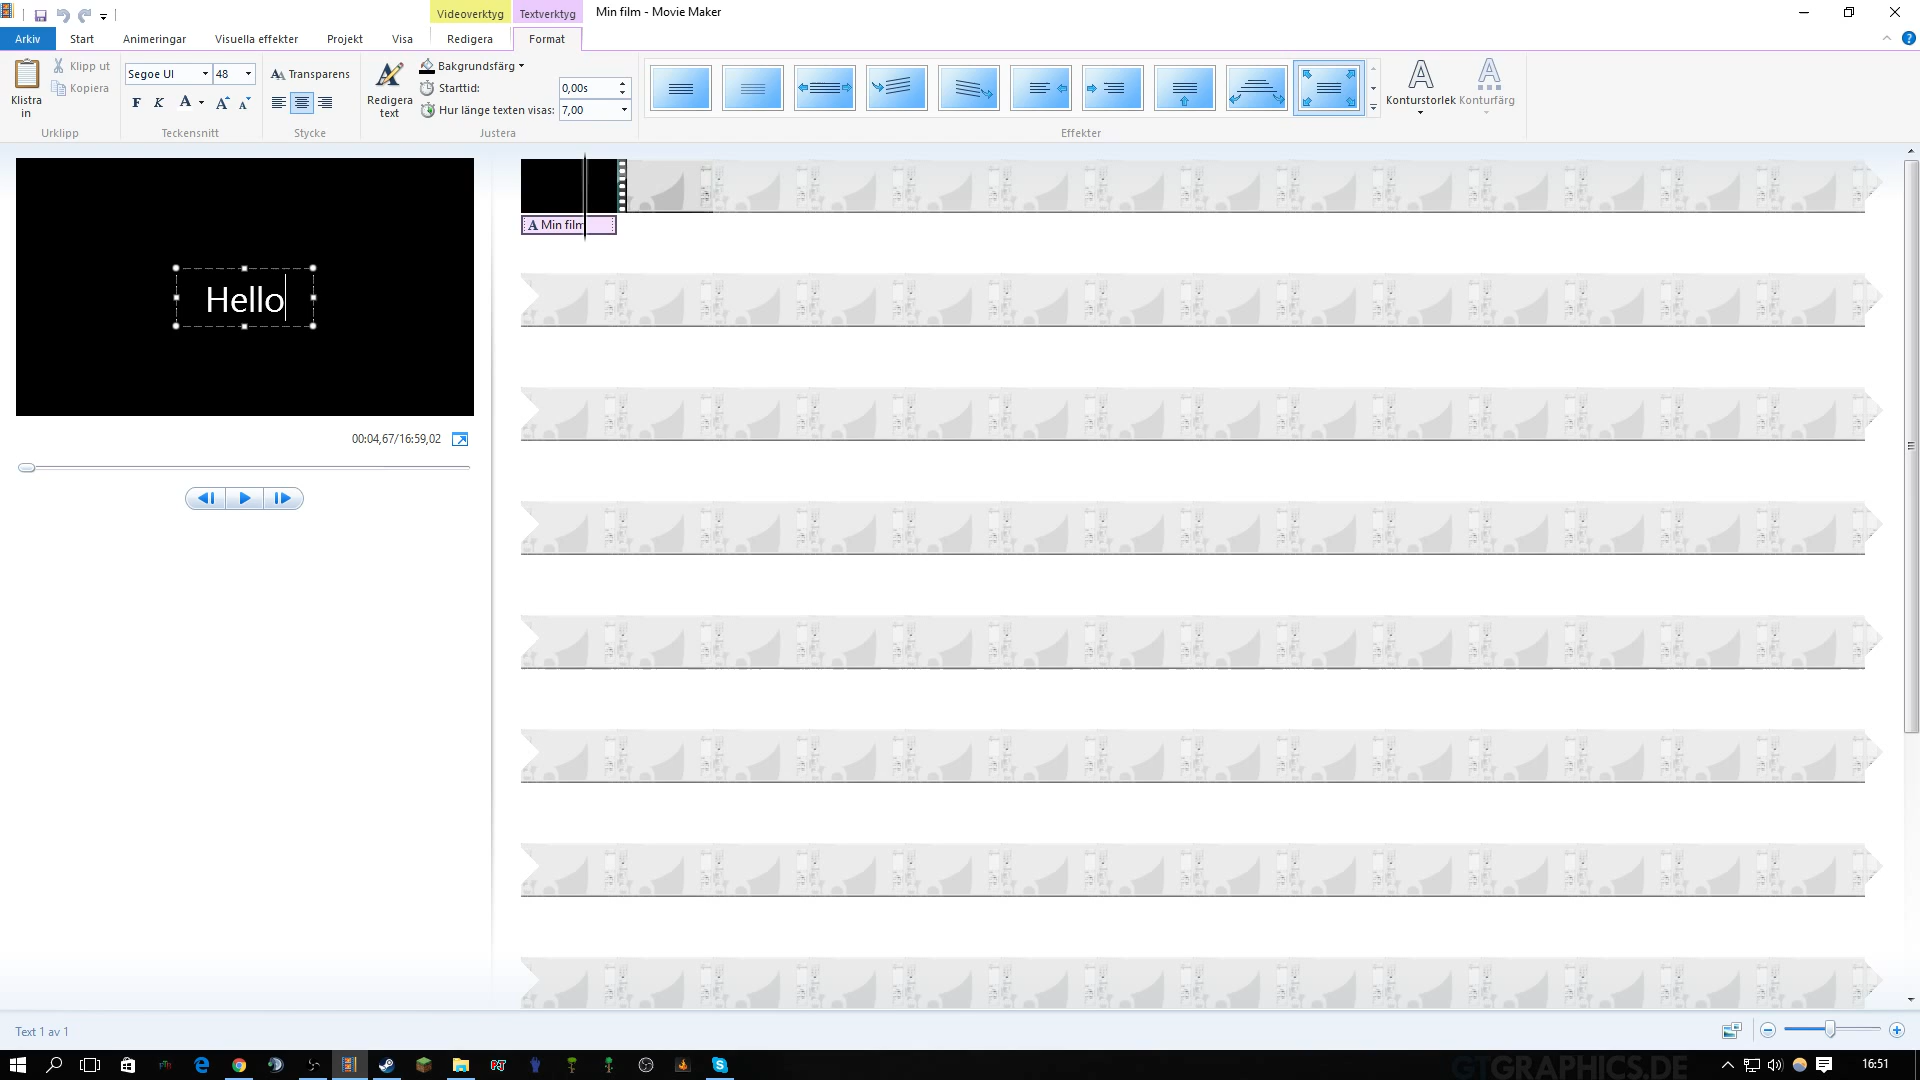 Videoverktyg Textverktyg Min film - Movie Maker
Arkiv Start Animeringar Visuella effekter Projekt Visa Redigera Format
Klistra in
Klipp ut
Kopiera
Urklipp
Segoe UI 48
F K A A A
Teckensnitt
Transparens
Stycke
Redigera text
Bakgrundsfärg
Starttid: 0,00s
Hur länge texten visas: 7,00
Justera
Effekter
Konturstorlek Konturfärg
A Min film
Hello
00:04,67/16:59,02
Text 1 av 1
GTGRAPHICS.DE
16:51